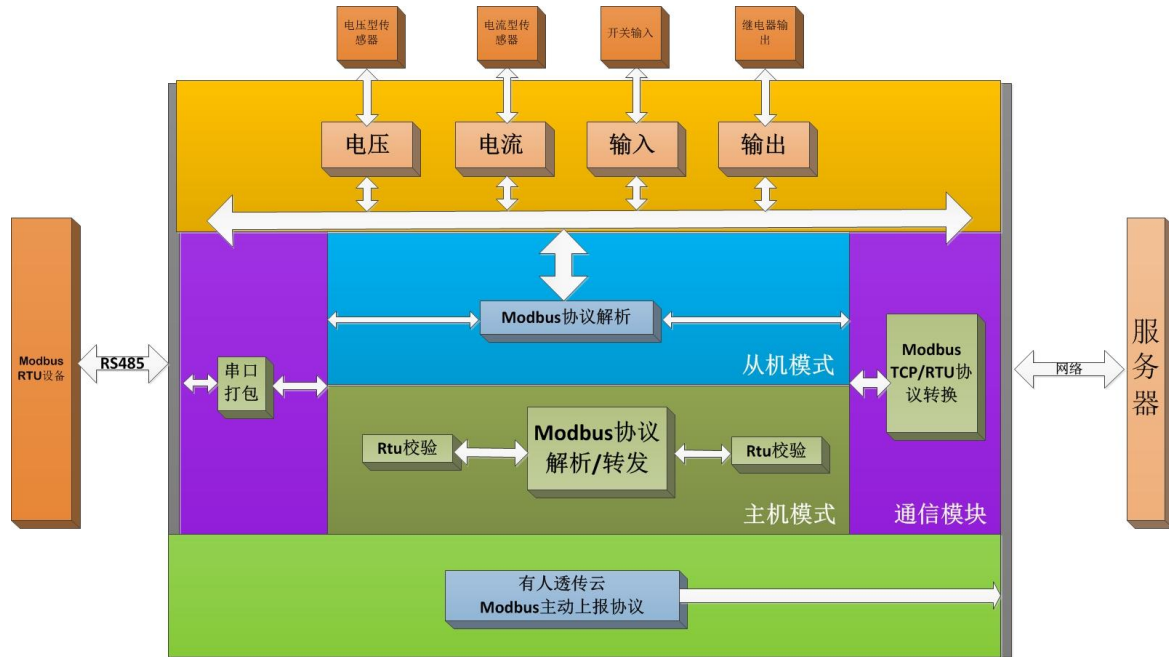 电压型传
感器
电流型传
感器
开关输入
继电器输
出
电压
电流
输入
输出
Modbus协议解析
从机模式
Modbus
RTU设备
RS485
串口
打包
Modbus
TCP/RTU协
议转换
网络
服
务
器
Rtu校验
Modbus协议
解析/转发
Rtu校验
主机模式
通信模块
有人透传云
Modbus主动上报协议